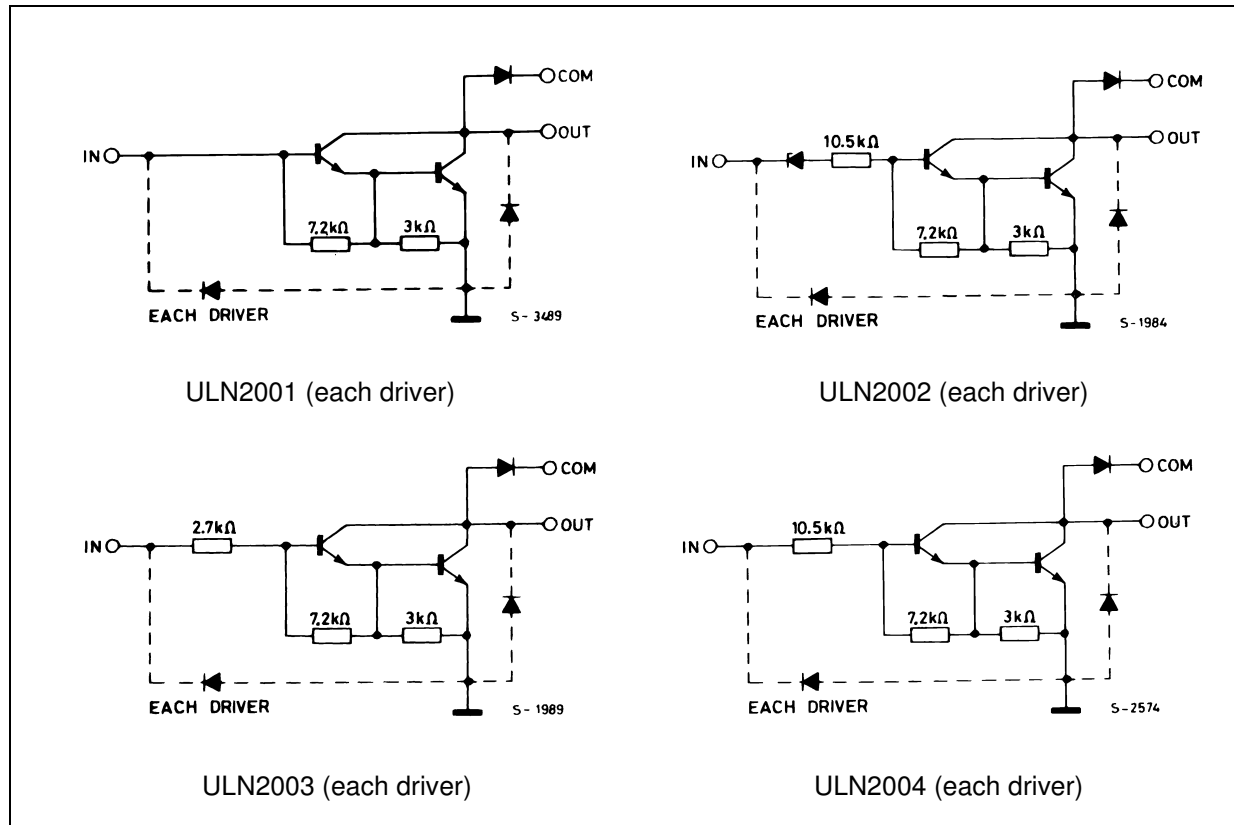 COM
OUT
IN
7.2kΩ
3kΩ
EACH DRIVER
S-3489
ULN2001 (each driver)
COM
OUT
IN
10.5kΩ
7.2kΩ
3kΩ
EACH DRIVER
S-1984
ULN2002 (each driver)
COM
OUT
IN
2.7kΩ
7.2kΩ
3kΩ
EACH DRIVER
S-1989
ULN2003 (each driver)
COM
OUT
IN
10.5kΩ
7.2kΩ
3kΩ
EACH DRIVER
S-2574
ULN2004 (each driver)